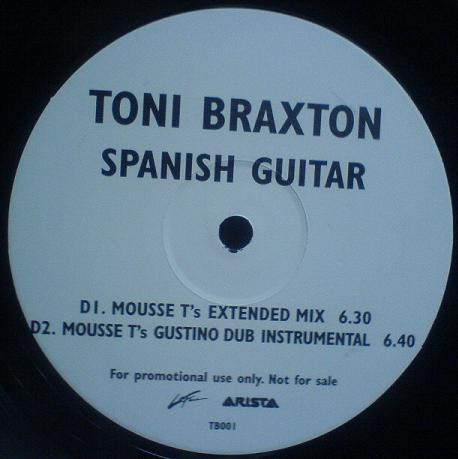 TONI BRAXTON
SPANISH GUITAR
D1. MOUSSE T's EXTENDED MIX 6.30
D2. MOUSSE T's GUSTINO DUB INSTRUMENTAL 6.40
For promotional use only. Not for sale
ARISTA
TB001